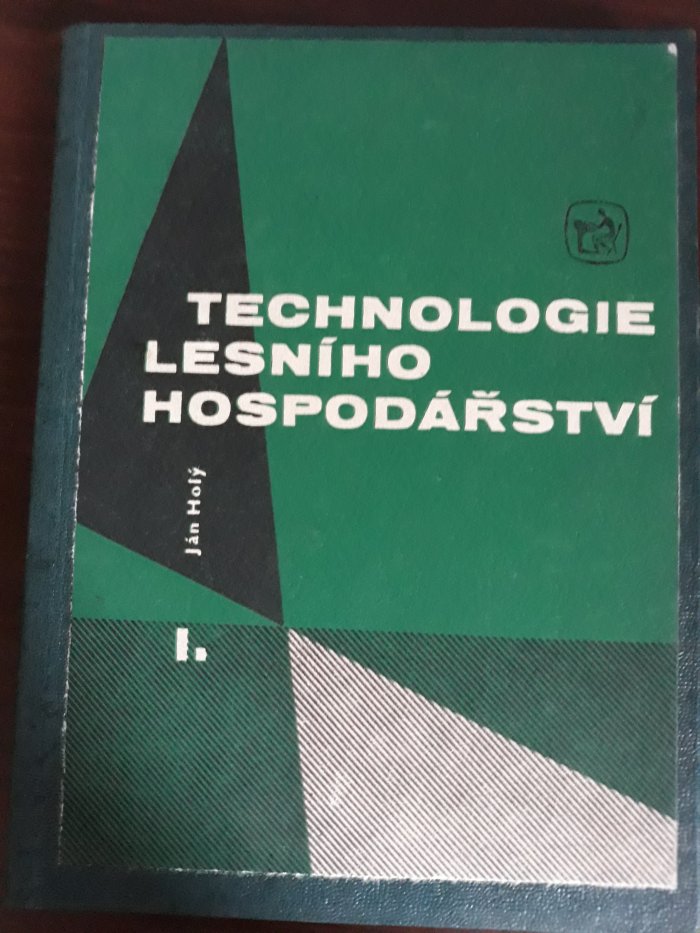 TECHNOLOGIE
LESNÍHO
HOSPODÁŘSTVÍ
Ján Holý
I.